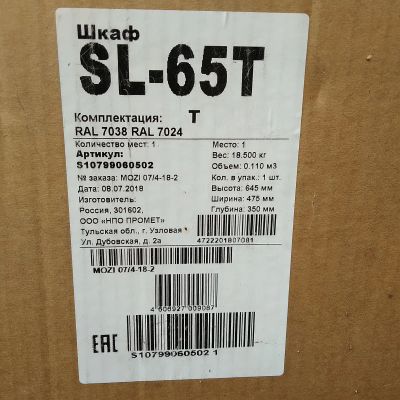 Шкаф
SL-65T
Комплектация: T
RAL 7038 RAL 7024
Количество мест: 1 Место: 1
Артикул: Вес: 18.500 кг
S10799060502 Объем: 0.110 м3
№ заказа: MOZI 07/4-18-2 Кол. в упак.: 1 шт.
Дата: 08.07.2018 Высота: 645 мм
Изготовитель: Ширина: 475 мм
Россия, 301602, Глубина: 350 мм
ООО «НПО ПРОМЕТ»
Тульская обл., г. Узловая
Ул. Дубовская, д. 2а 4722201807081
MOZI 07/4-18-2
4 606927 009087
EAC
S10799060502 1